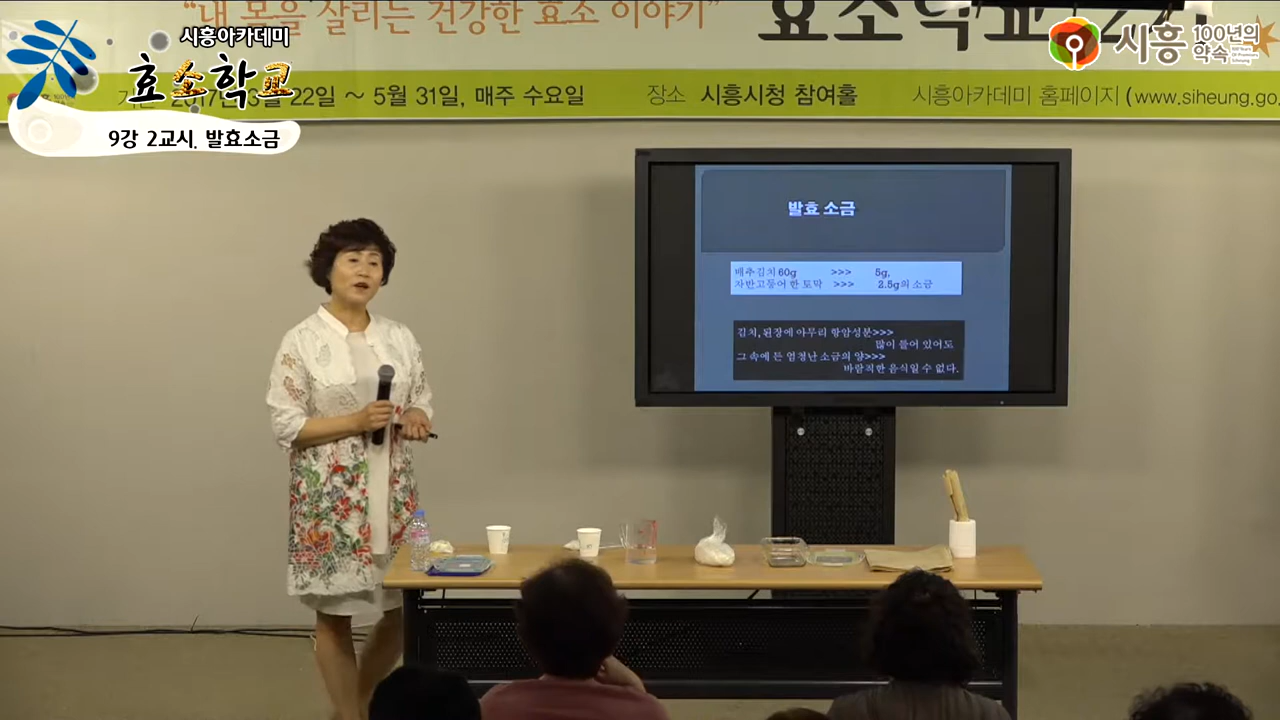 “내 몸을 살리는 건강한 효소 이야기”
효소학교
시흥아카데미
효소학교
9강 2교시. 발효소금
시흥 100년의 약속
2017년 3월 22일 ~ 5월 31일, 매주 수요일
장소 시흥시청 참여홀
시흥아카데미 홈페이지 (www.siheung.go.
발효 소금
배추김치 60g >>> 5g,
자반고등어 한 토막 >>> 2.5g의 소금
김치, 된장에 아무리 항암성분>>>
많이 들어 있어도
그 속에 든 엄청난 소금의 양>>>
바람직한 음식일 수 없다.